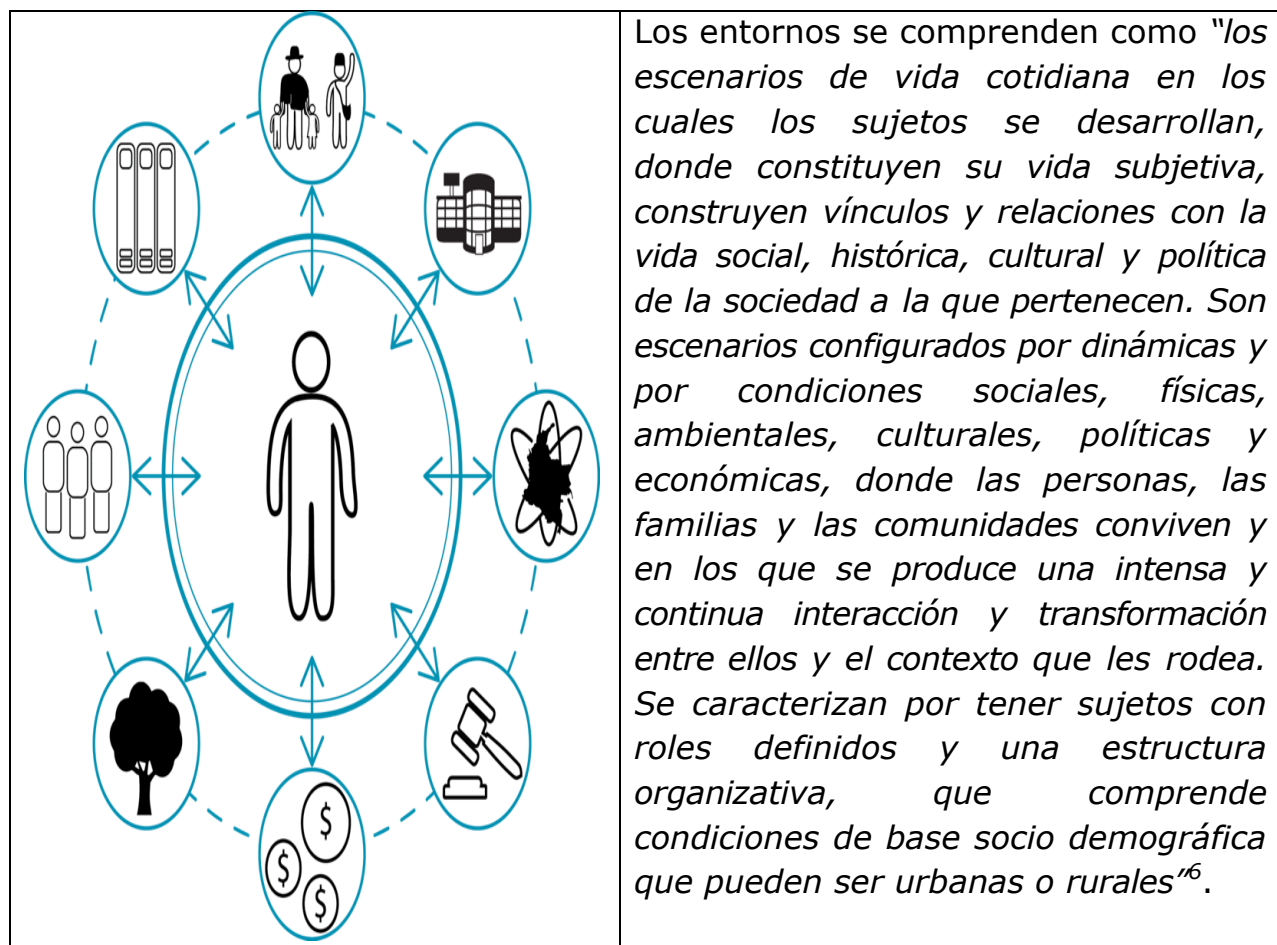 Los entornos se comprenden como “los
escenarios de vida cotidiana en los
cuales los sujetos se desarrollan,
donde constituyen su vida subjetiva,
construyen vínculos y relaciones con la
vida social, histórica, cultural y política
de la sociedad a la que pertenecen. Son
escenarios configurados por dinámicas y
por condiciones sociales, físicas,
ambientales, culturales, políticas y
económicas, donde las personas, las
familias y las comunidades conviven y
en los que se produce una intensa y
continua interacción y transformación
entre ellos y el contexto que les rodea.
Se caracterizan por tener sujetos con
roles definidos y una estructura
organizativa, que comprende
condiciones de base socio demográfica
que pueden ser urbanas o rurales”⁶.
$
$
$